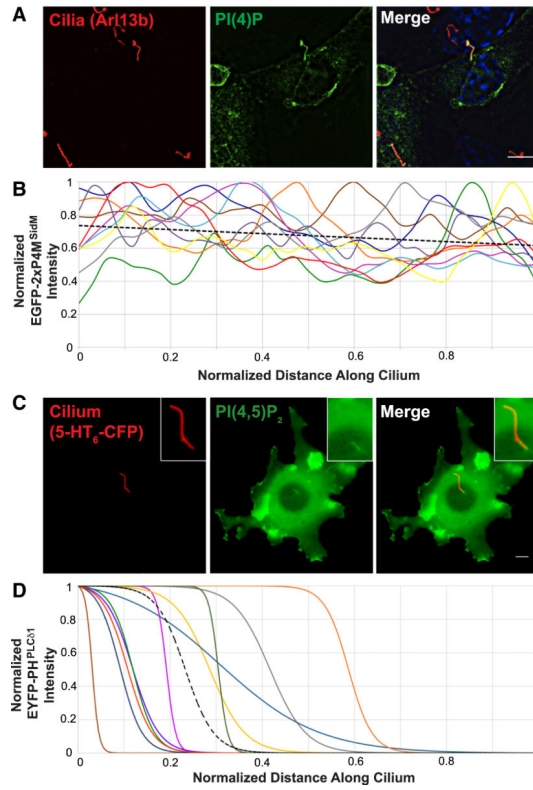 A
Cilia (Arl13b)
PI(4)P
Merge
B
Normalized
EGFP-2xP4M^SidM
Intensity
1
0.8
0.6
0.4
0.2
0
0 0.2 0.4 0.6 0.8
Normalized Distance Along Cilium
C
Cilium
(5-HT₆-CFP)
PI(4,5)P₂
Merge
D
Normalized
EYFP-PH^PLCδ1
Intensity
1
0.8
0.6
0.4
0.2
0
0 0.2 0.4 0.6 0.8
Normalized Distance Along Cilium